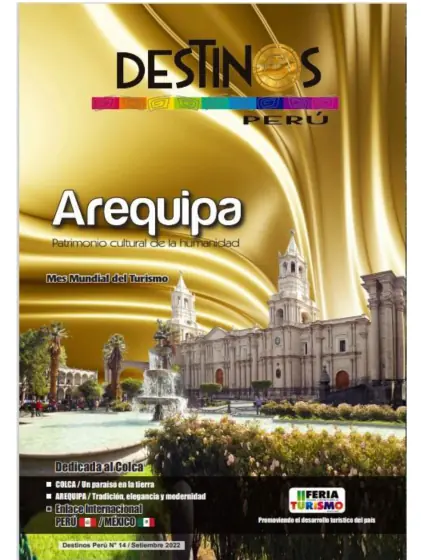 DESTINOS
PERÚ
Arequipa
Patrimonio cultural de la humanidad
Mes Mundial del Turismo
Dedicada al Colca
COLCA / Un paraíso en la tierra
AREQUIPA / Tradición, elegancia y modernidad
Enlace Internacional
PERÚ / MÉXICO
II FERIA
TURISMO
Promoviendo el desarrollo turístico del país
Destinos Perú N° 14 / Setiembre 2022